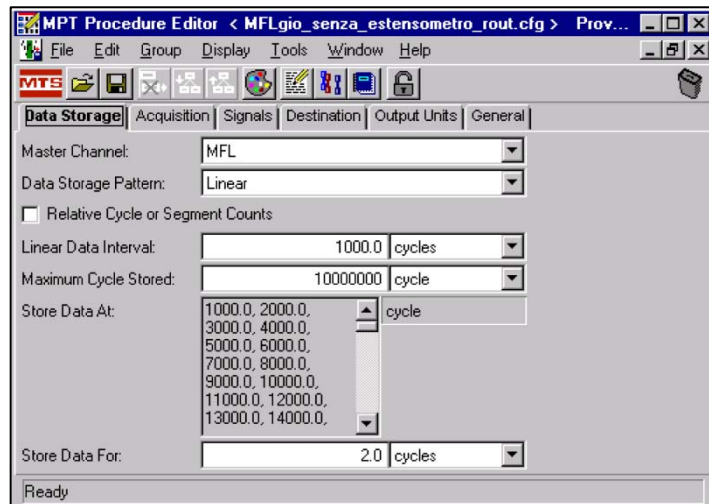 MPT Procedure Editor < MFLgio_senza_estensometro_rout.cfg > Prov...
File Edit Group Display Tools Window Help
MTS
Data Storage Acquisition Signals Destination Output Units General
Master Channel: MFL
Data Storage Pattern: Linear
Relative Cycle or Segment Counts
Linear Data Interval: 1000.0 cycles
Maximum Cycle Stored: 10000000 cycle
Store Data At: 1000.0, 2000.0, cycle
3000.0, 4000.0,
5000.0, 6000.0,
7000.0, 8000.0,
9000.0, 10000.0,
11000.0, 12000.0,
13000.0, 14000.0,
Store Data For: 2.0 cycles
Ready